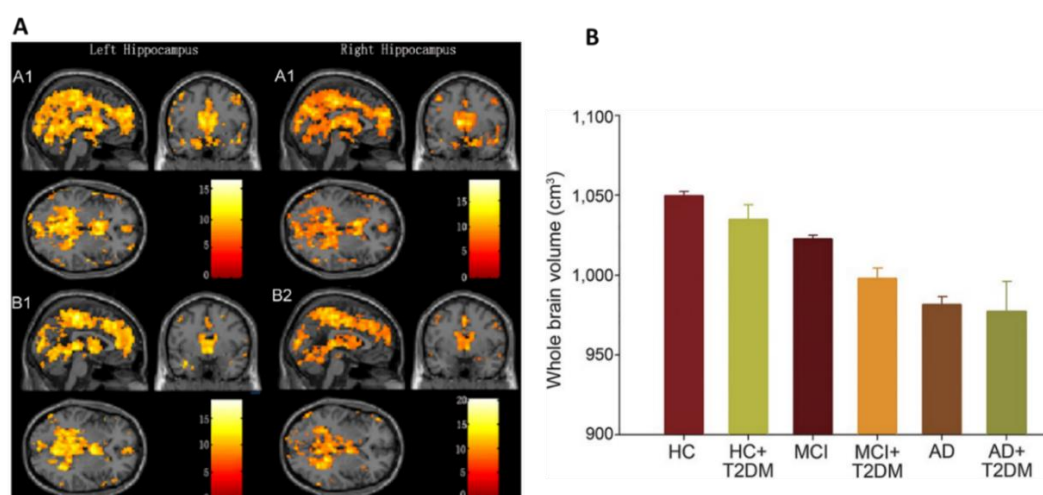 A
Left Hippocampus
Right Hippocampus
A1
A1
15
10
5
0
15
10
5
0
B1
B2
15
10
5
0
20
15
10
5
0
B
Whole brain volume (cm³)
1,100
1,050
1,000
950
900
HC
HC+
T2DM
MCI
MCI+
T2DM
AD
AD+
T2DM